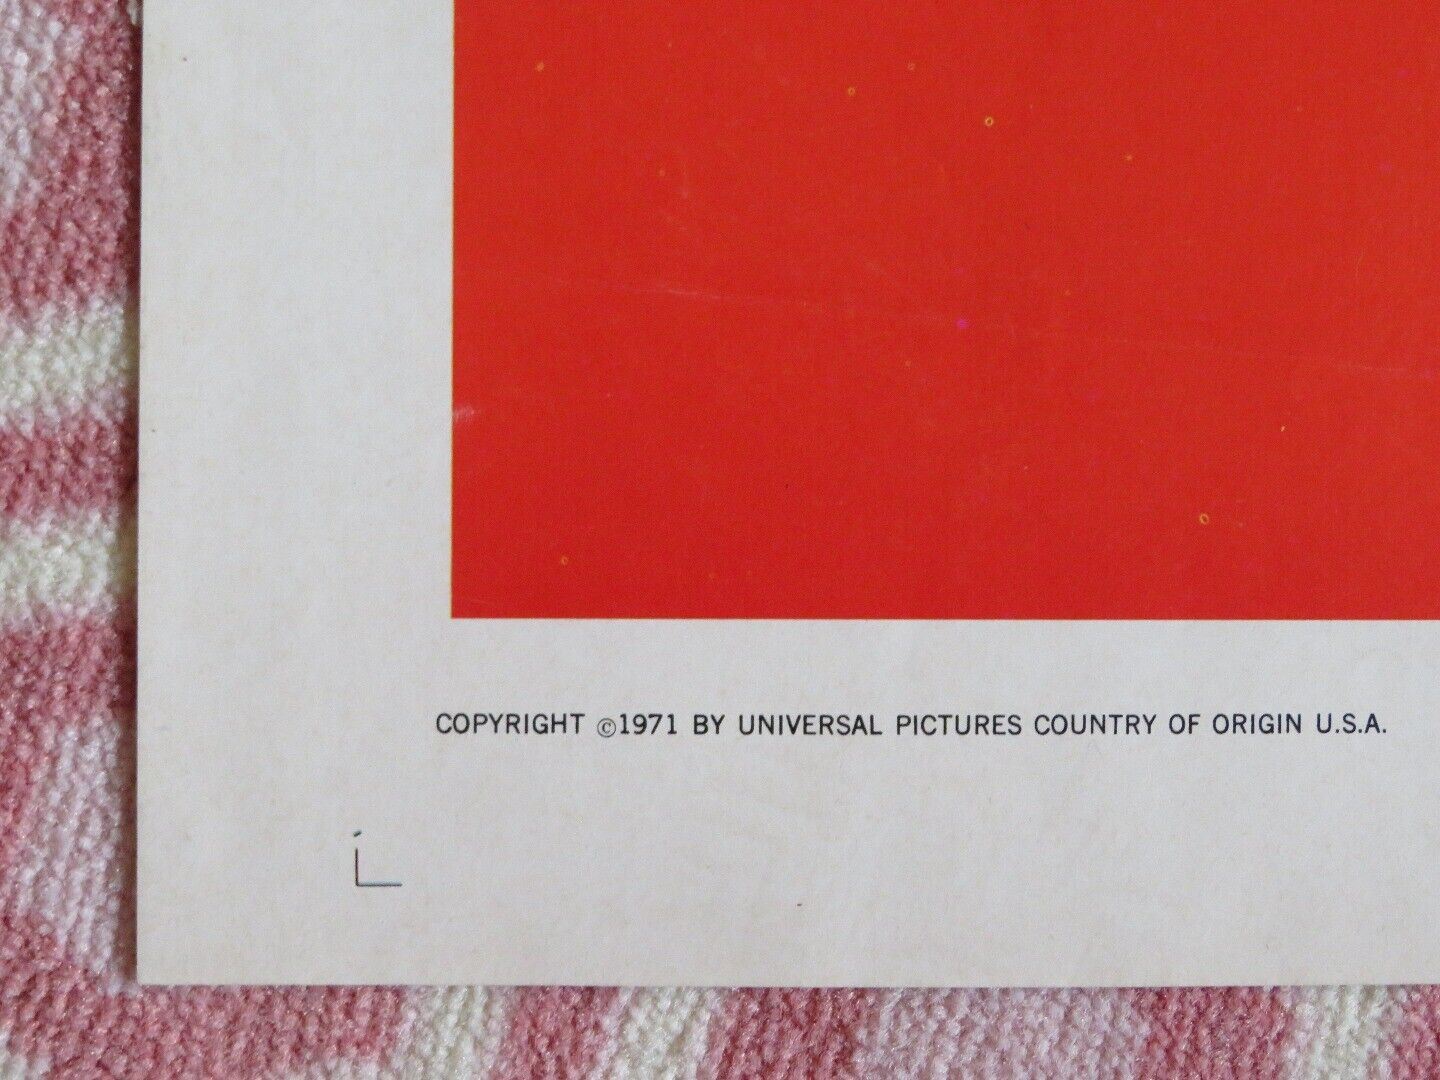 COPYRIGHT ©1971 BY UNIVERSAL PICTURES COUNTRY OF ORIGIN U.S.A.